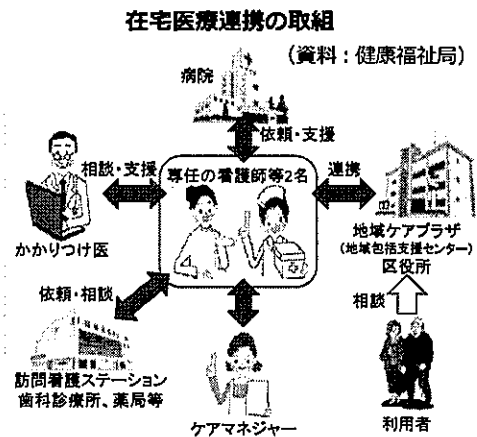 在宅医療連携の取組
(資料：健康福祉局)
病院
依頼・支援
相談・支援
専任の看護師等2名
連携
かかりつけ医
地域ケアプラザ
(地域包括支援センター)
区役所
依頼・相談
相談
訪問看護ステーション
歯科診療所、薬局等
ケアマネジャー
利用者